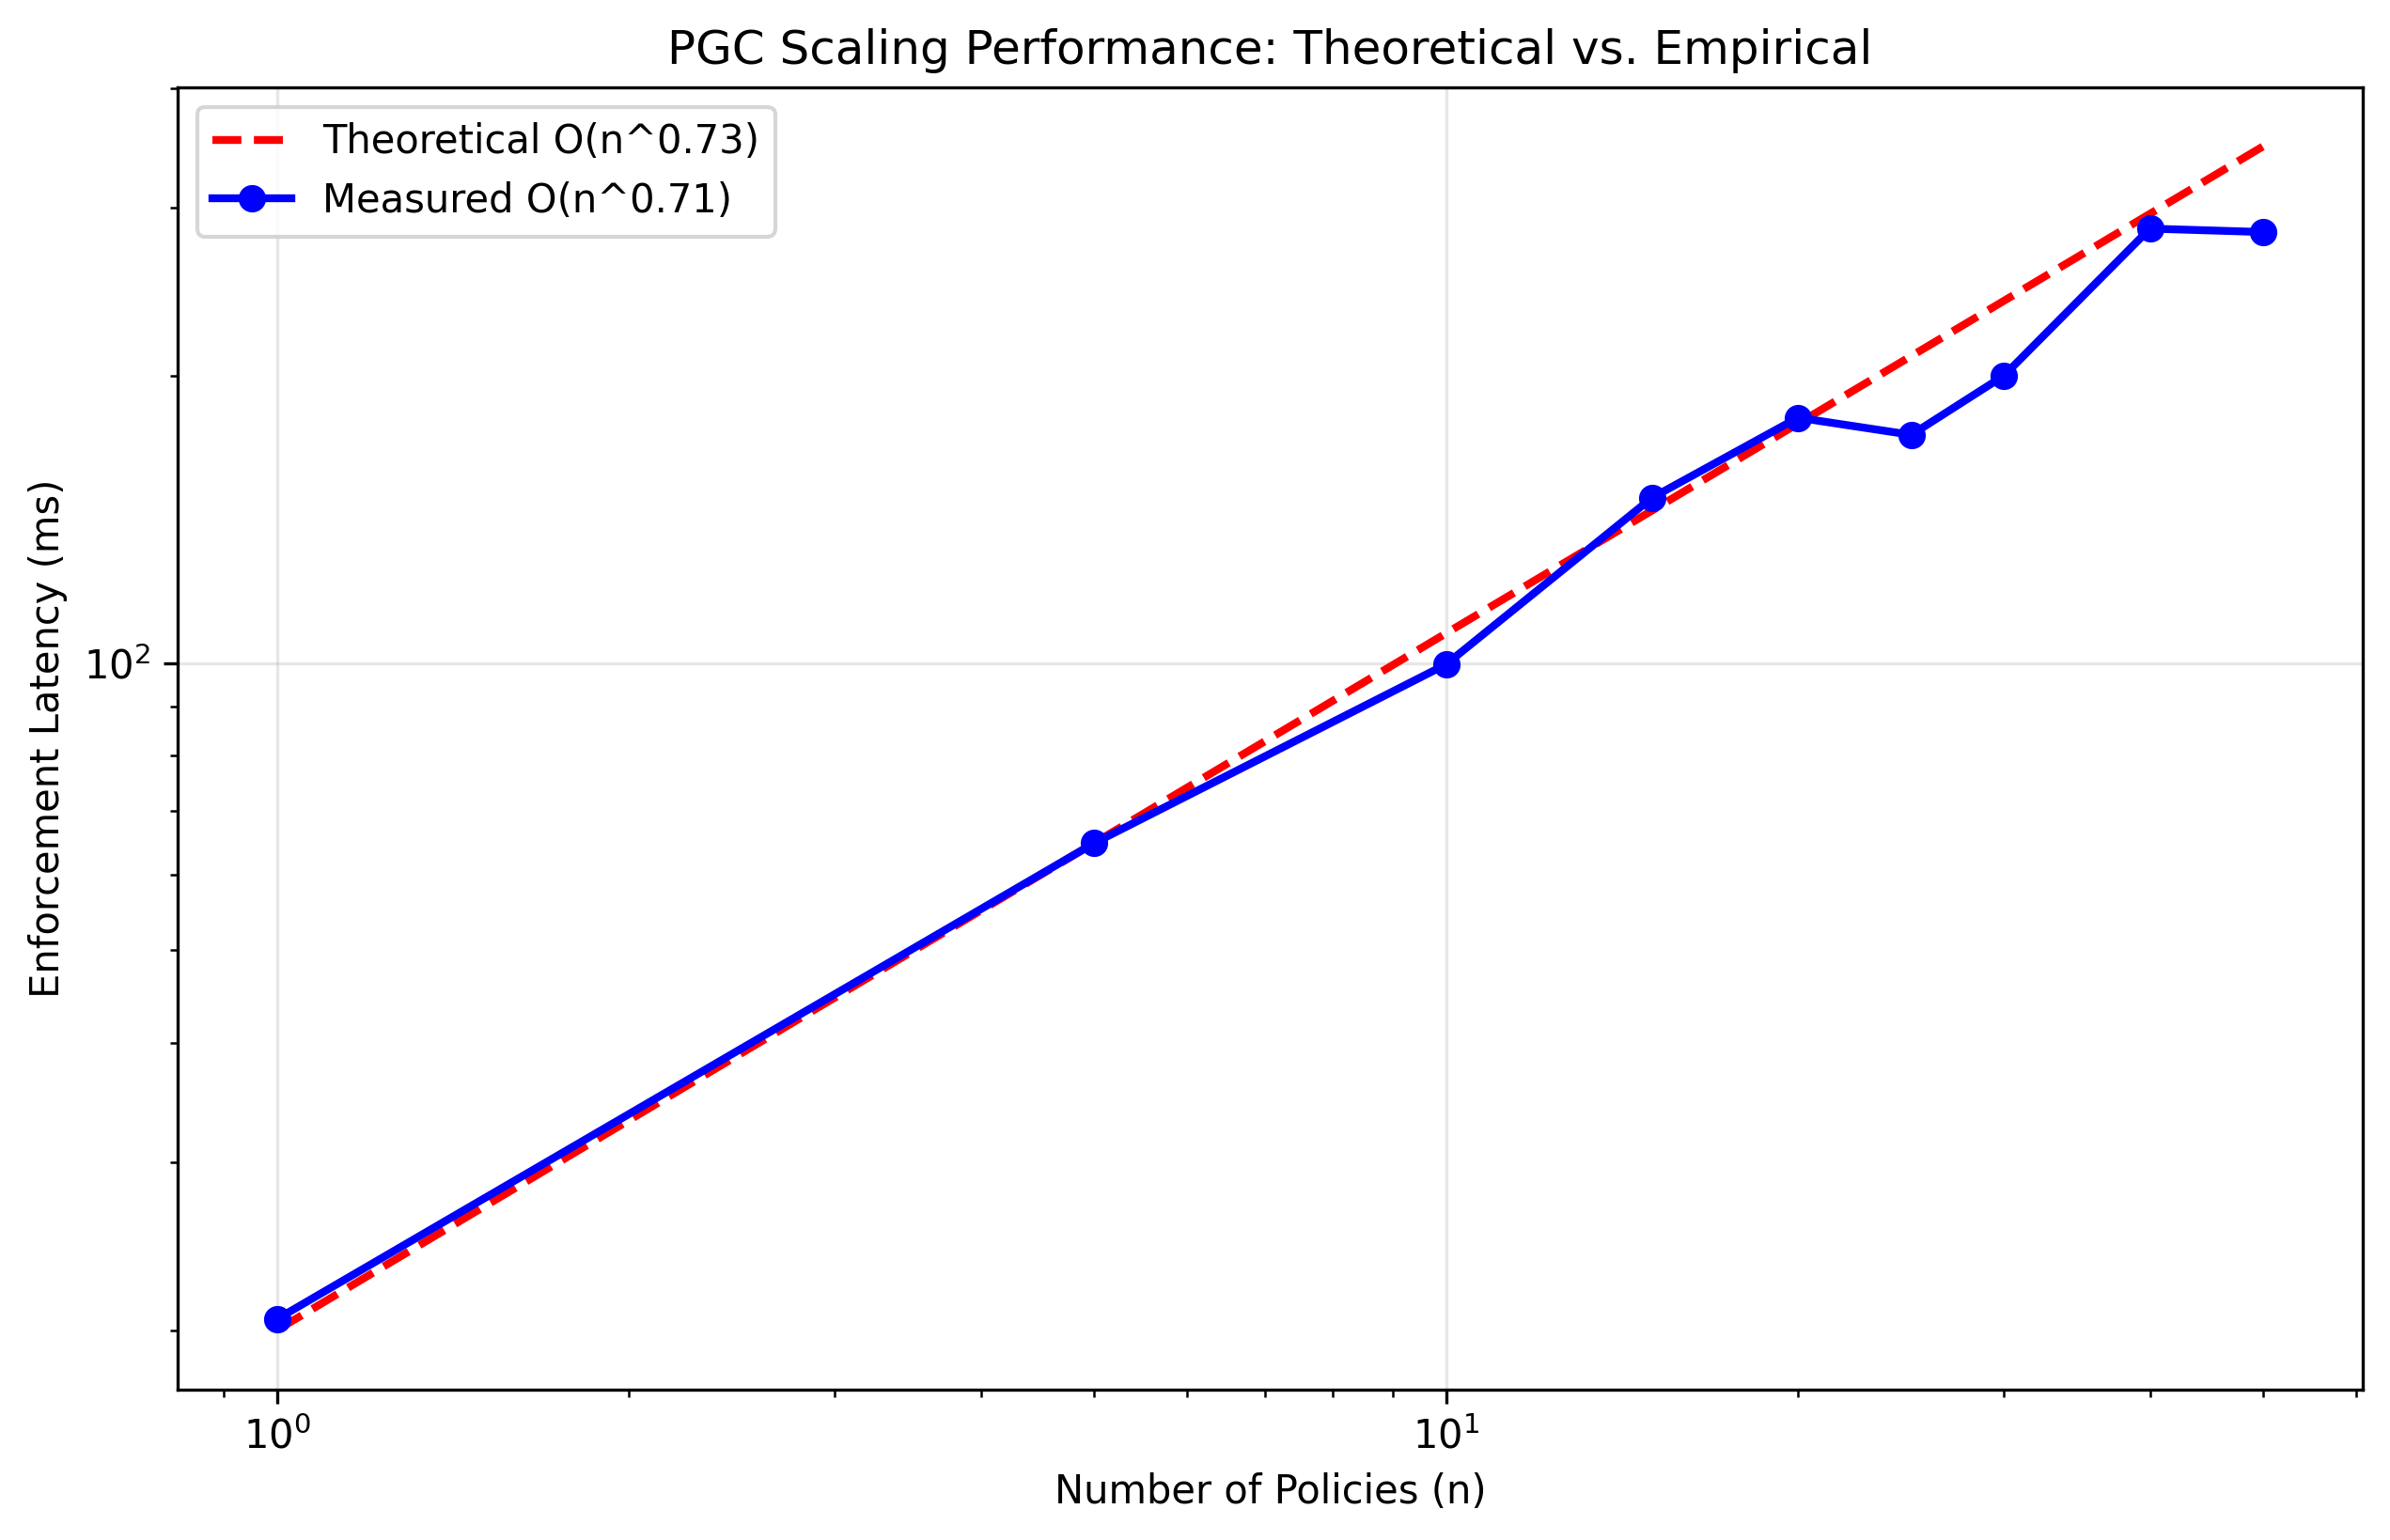 PGC Scaling Performance: Theoretical vs. Empirical
Theoretical O(n^0.73)
Measured O(n^0.71)
Enforcement Latency (ms)
10²
10⁰
10¹
Number of Policies (n)